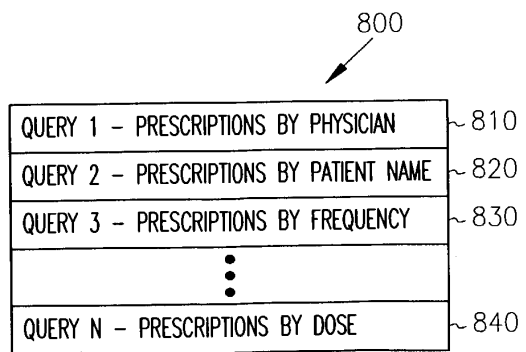 800
QUERY 1 – PRESCRIPTIONS BY PHYSICIAN 810
QUERY 2 – PRESCRIPTIONS BY PATIENT NAME 820
QUERY 3 – PRESCRIPTIONS BY FREQUENCY 830
QUERY N – PRESCRIPTIONS BY DOSE 840